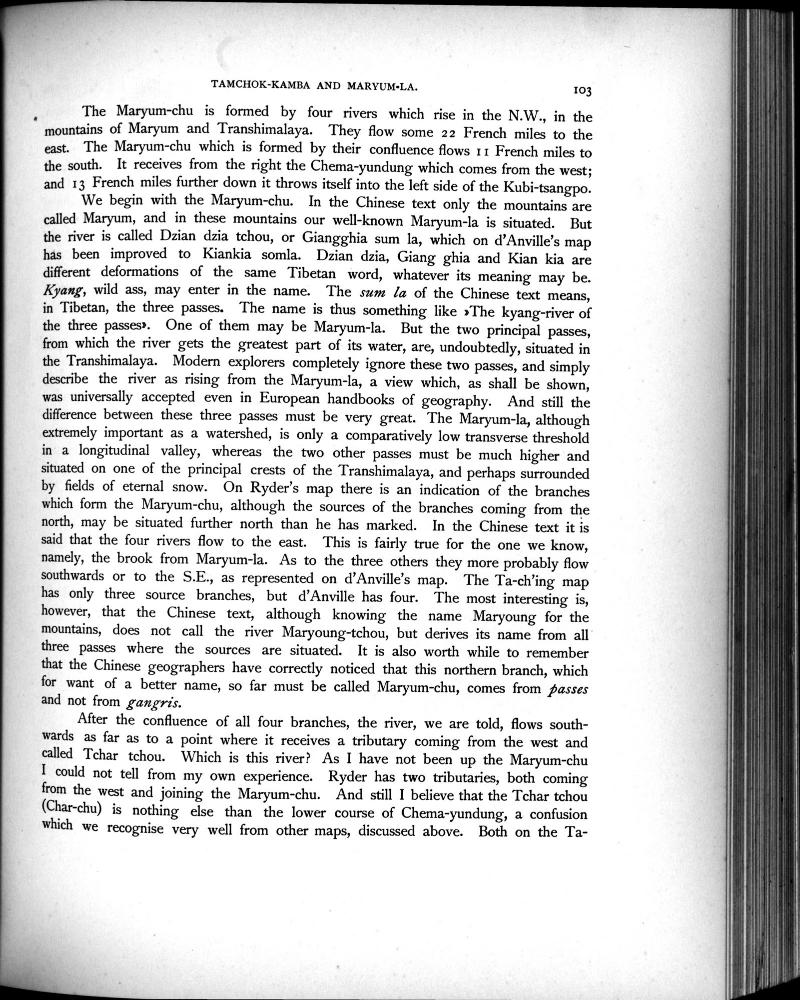 TAMCHOK-KAMBA AND MARYUM-LA.
103
The Maryum-chu is formed by four rivers which rise in the N.W., in the
mountains of Maryum and Transhimalaya. They flow some 22 French miles to the
east. The Maryum-chu which is formed by their confluence flows 11 French miles to
the south. It receives from the right the Chema-yundung which comes from the west;
and 13 French miles further down it throws itself into the left side of the Kubi-tsangpo.
We begin with the Maryum-chu. In the Chinese text only the mountains are
called Maryum, and in these mountains our well-known Maryum-la is situated. But
the river is called Dzian dzia tchou, or Giangghia sum la, which on d'Anville's map
has been improved to Kiankia somla. Dzian dzia, Giang ghia and Kian kia are
different deformations of the same Tibetan word, whatever its meaning may be.
Kyang, wild ass, may enter in the name. The sum la of the Chinese text means,
in Tibetan, the three passes. The name is thus something like »The kyang-river of
the three passes». One of them may be Maryum-la. But the two principal passes,
from which the river gets the greatest part of its water, are, undoubtedly, situated in
the Transhimalaya. Modern explorers completely ignore these two passes, and simply
describe the river as rising from the Maryum-la, a view which, as shall be shown,
was universally accepted even in European handbooks of geography. And still the
difference between these three passes must be very great. The Maryum-la, although
extremely important as a watershed, is only a comparatively low transverse threshold
in a longitudinal valley, whereas the two other passes must be much higher and
situated on one of the principal crests of the Transhimalaya, and perhaps surrounded
by fields of eternal snow. On Ryder's map there is an indication of the branches
which form the Maryum-chu, although the sources of the branches coming from the
north, may be situated further north than he has marked. In the Chinese text it is
said that the four rivers flow to the east. This is fairly true for the one we know,
namely, the brook from Maryum-la. As to the three others they more probably flow
southwards or to the S.E., as represented on d'Anville's map. The Ta-ch'ing map
has only three source branches, but d'Anville has four. The most interesting is,
however, that the Chinese text, although knowing the name Maryoung for the
mountains, does not call the river Maryoung-tchou, but derives its name from all
three passes where the sources are situated. It is also worth while to remember
that the Chinese geographers have correctly noticed that this northern branch, which
for want of a better name, so far must be called Maryum-chu, comes from passes
and not from gangris.
After the confluence of all four branches, the river, we are told, flows south-
wards as far as to a point where it receives a tributary coming from the west and
called Tchar tchou. Which is this river? As I have not been up the Maryum-chu
I could not tell from my own experience. Ryder has two tributaries, both coming
from the west and joining the Maryum-chu. And still I believe that the Tchar tchou
(Char-chu) is nothing else than the lower course of Chema-yundung, a confusion
which we recognise very well from other maps, discussed above. Both on the Ta-